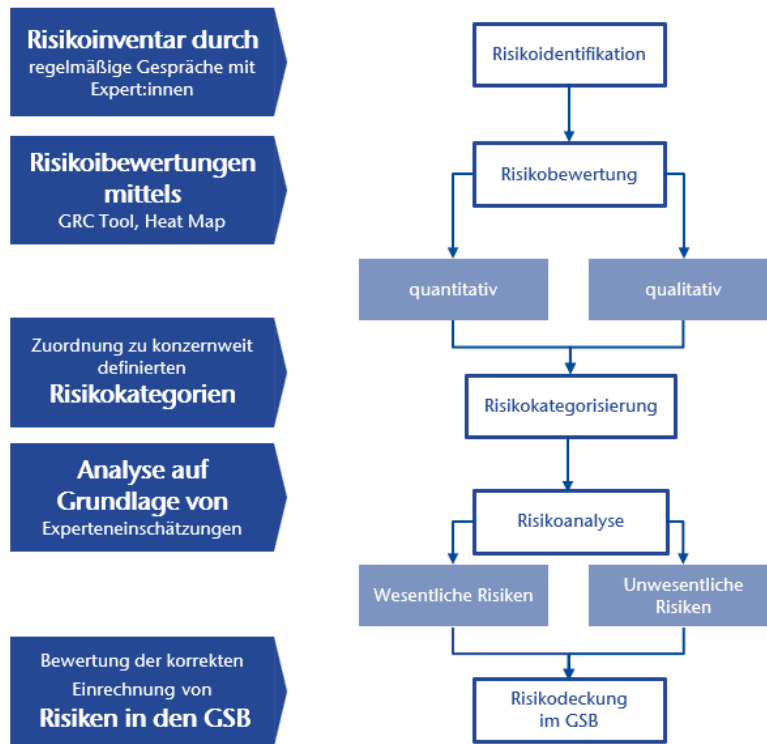 Risikoinventar durch
regelmäßige Gespräche mit
Expert:innen
Risikoidentifikation
Risikoibewertungen
mittels
GRC Tool, Heat Map
Risikobewertung
quantitativ
qualitativ
Zuordnung zu konzernweit
definierten
Risikokategorien
Risikokategorisierung
Analyse auf
Grundlage von
Experteneinschätzungen
Risikoanalyse
Wesentliche Risiken
Unwesentliche
Risiken
Bewertung der korrekten
Einrechnung von
Risiken in den GSB
Risikodeckung
im GSB